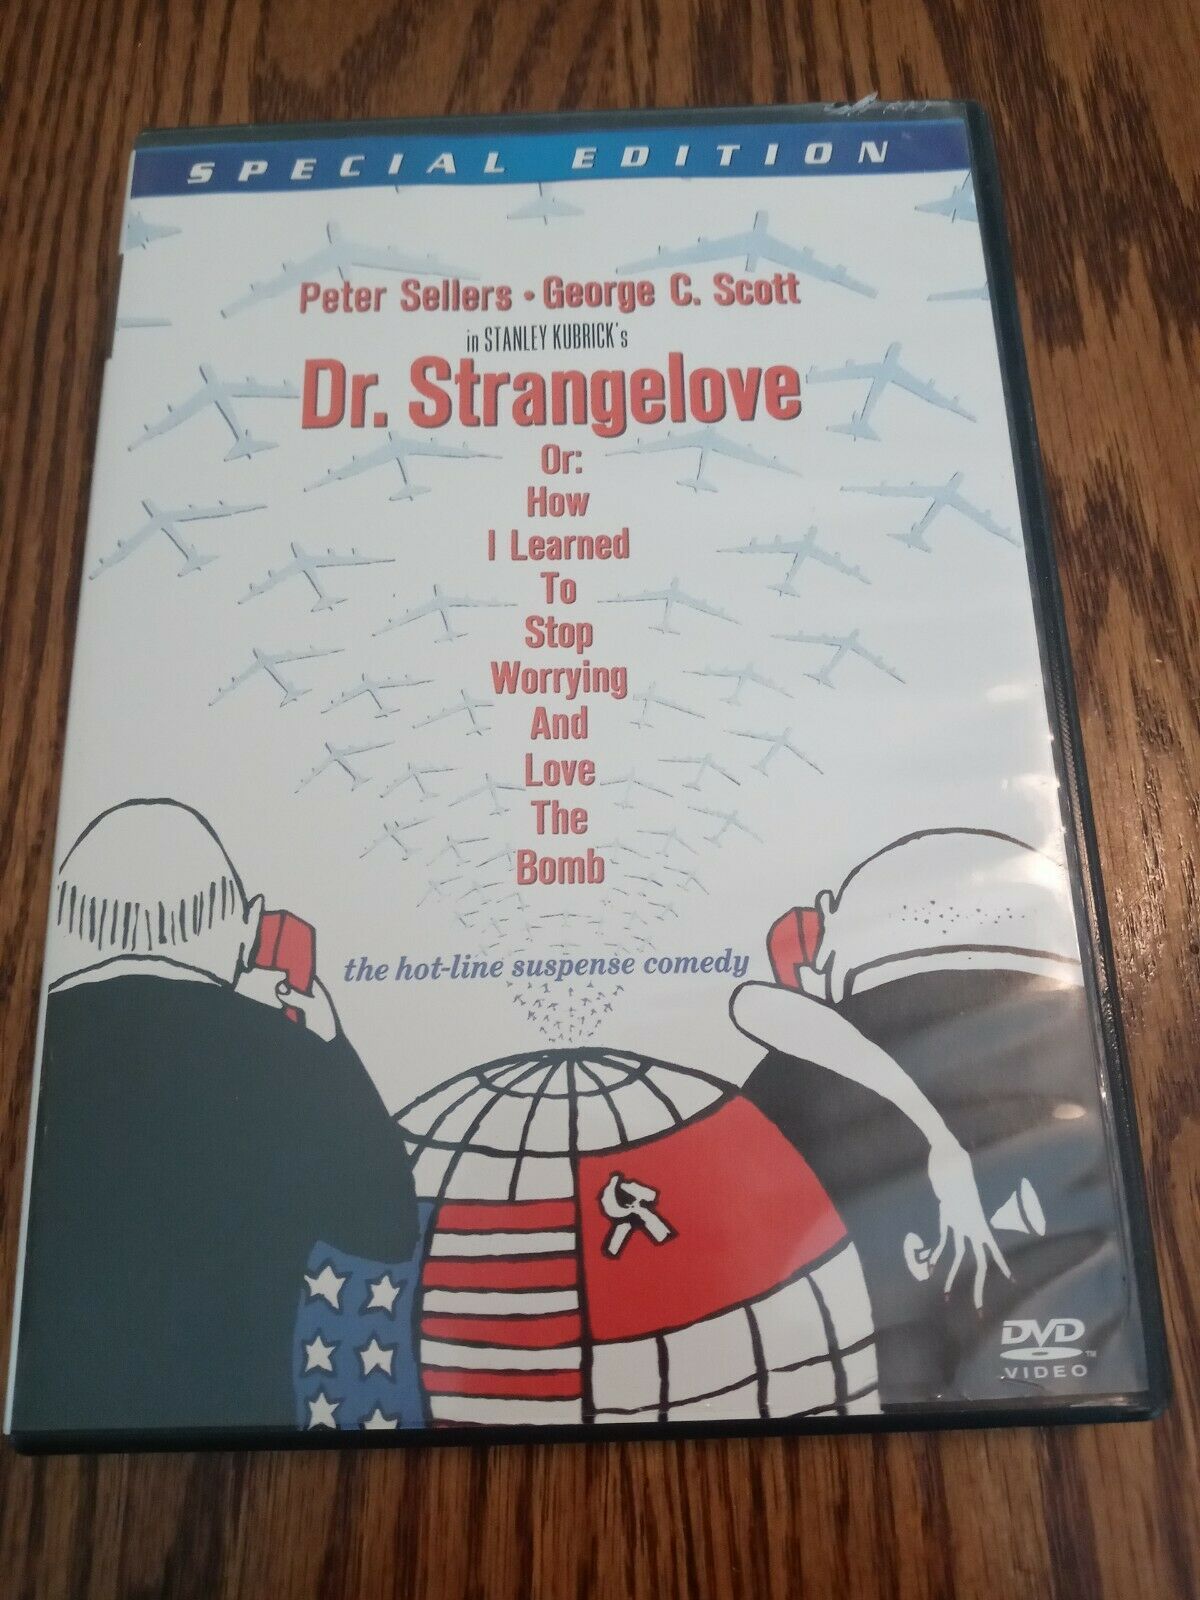 SPECIAL EDITION
Peter Sellers • George C. Scott
in STANLEY KUBRICK's
Dr. Strangelove
Or:
How
I Learned
To
Stop
Worrying
And
Love
The
Bomb
the hot-line suspense comedy
DVD
TM
VIDEO